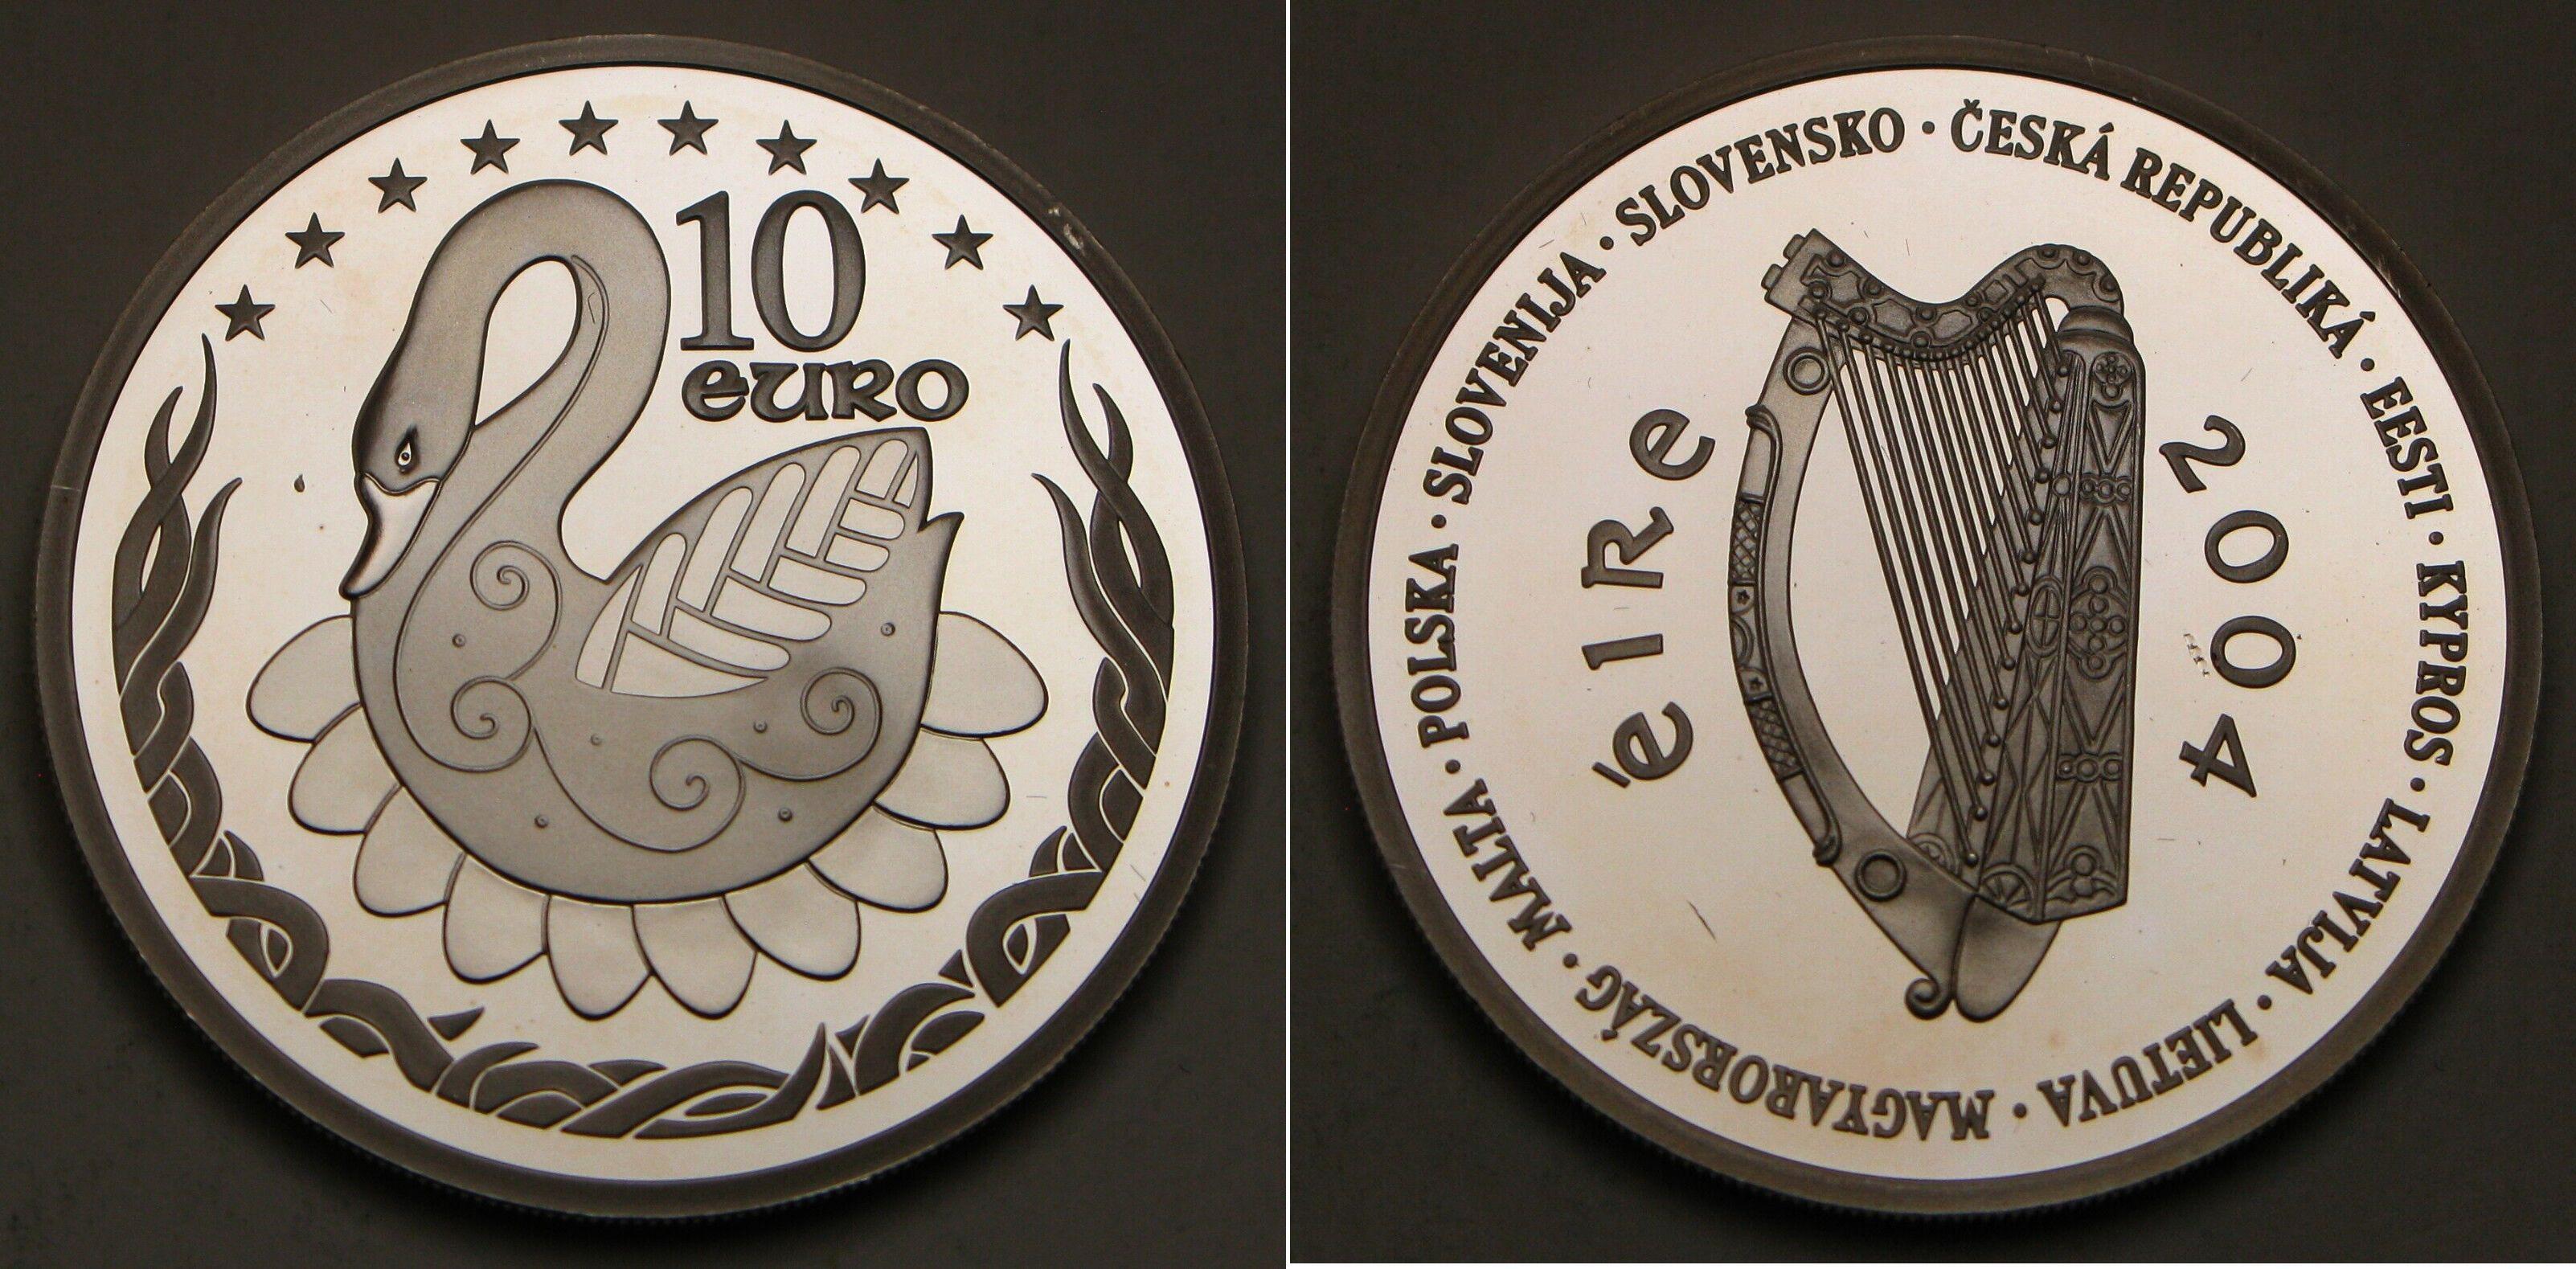 10
euro
SLOVENSKO · ČESKÁ REPUBLIKÁ · EESTI · KYPROS · LATVIJA · LIETUVA · MAGYARORSZÁG · MALTA · POLSKA · SLOVENIJA ·
éIRe
2004